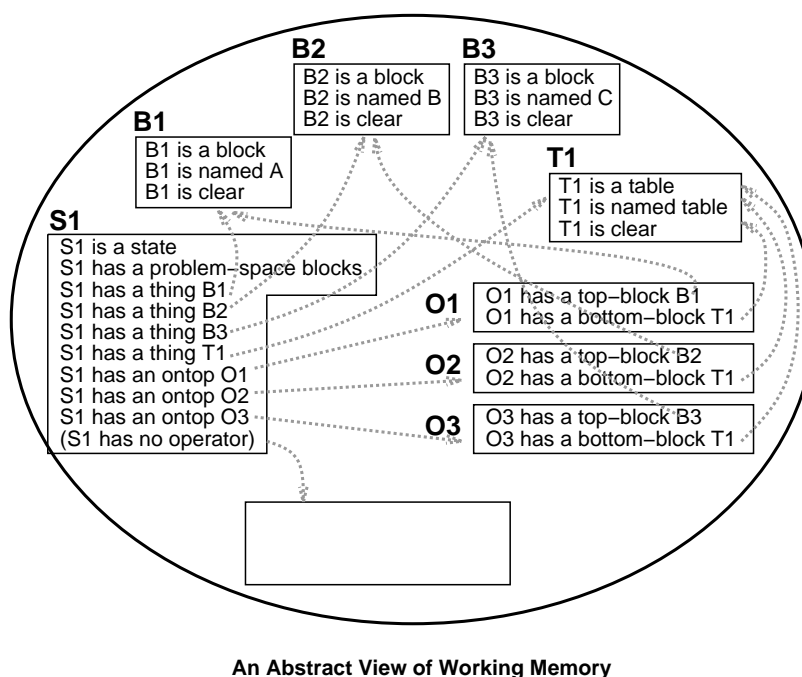 B2
B2 is a block
B2 is named B
B2 is clear
B3
B3 is a block
B3 is named C
B3 is clear
B1
B1 is a block
B1 is named A
B1 is clear
T1
T1 is a table
T1 is named table
T1 is clear
S1
S1 is a state
S1 has a problem−space blocks
S1 has a thing B1
S1 has a thing B2
S1 has a thing B3
S1 has a thing T1
S1 has an ontop O1
S1 has an ontop O2
S1 has an ontop O3
(S1 has no operator)
O1
O1 has a top−block B1
O1 has a bottom−block T1
O2
O2 has a top−block B2
O2 has a bottom−block T1
O3
O3 has a top−block B3
O3 has a bottom−block T1
An Abstract View of Working Memory